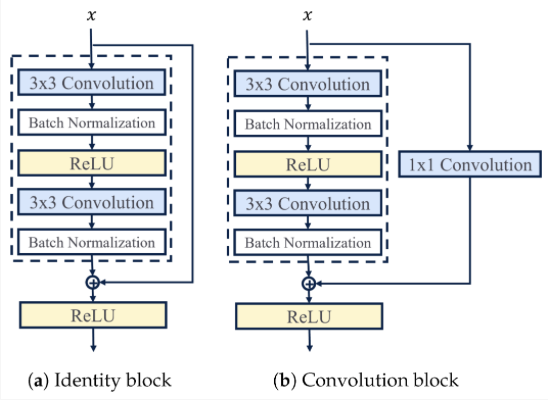 x
3x3 Convolution
Batch Normalization
ReLU
3x3 Convolution
Batch Normalization
ReLU
(a) Identity block
x
3x3 Convolution
Batch Normalization
ReLU
3x3 Convolution
Batch Normalization
1x1 Convolution
ReLU
(b) Convolution block